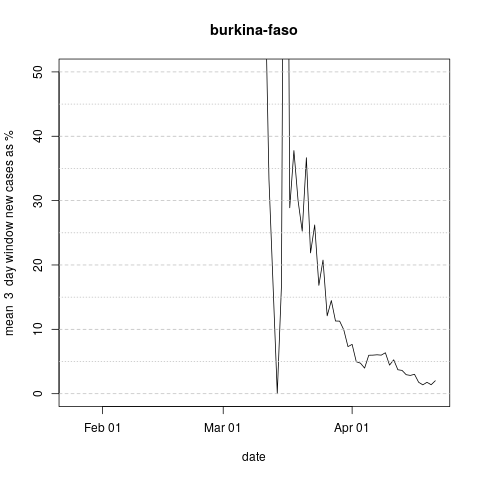 burkina-faso
mean 3 day window new cases as %
50
40
30
20
10
0
Feb 01
Mar 01
Apr 01
date